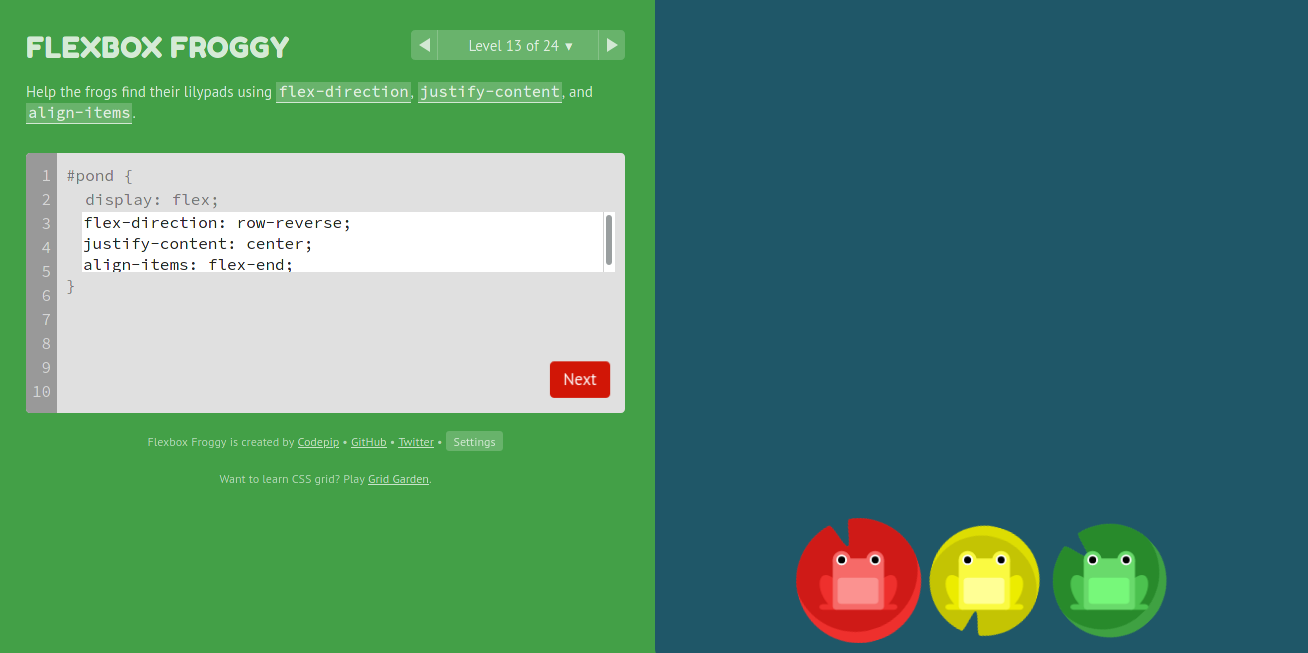 FLEXBOX FROGGY
◀ Level 13 of 24 ▾ ▶
Help the frogs find their lilypads using flex-direction, justify-content, and
align-items.
1 #pond {
2 display: flex;
3 flex-direction: row-reverse;
4 justify-content: center;
5 align-items: flex-end;
6 }
7
8
9
10
Next
Flexbox Froggy is created by Codepip • GitHub • Twitter • Settings
Want to learn CSS grid? Play Grid Garden.